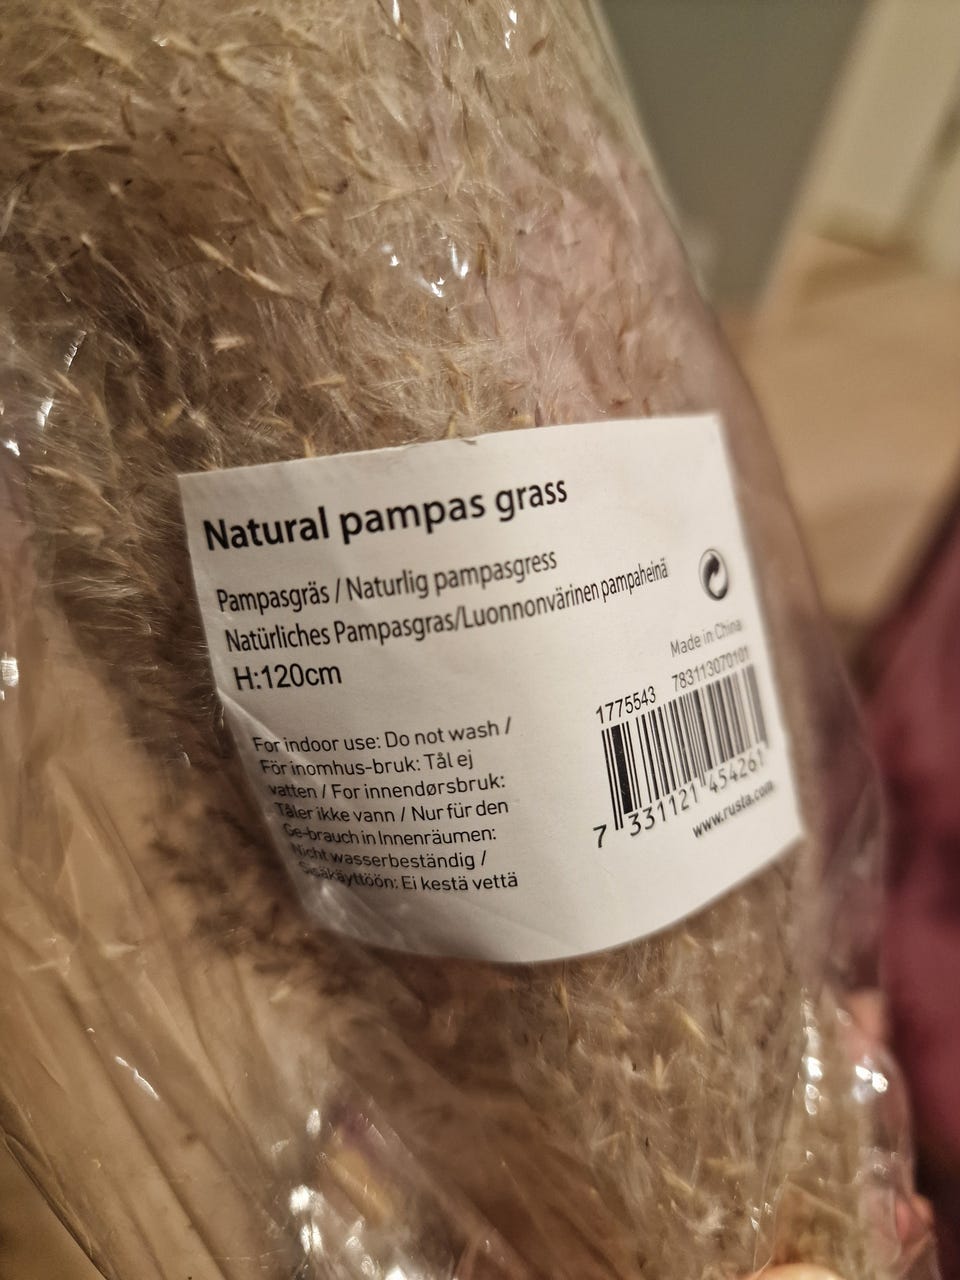 Natural pampas grass
Pampasgräs / Naturlig pampasgress
Natürliches Pampasgras/Luonnonvärinen pampaheinä
H:120cm
For indoor use: Do not wash /
För inomhus-bruk: Tål ej
vatten / For innendørsbruk:
Tåler ikke vann / Nur für den
Ge-brauch in Innenräumen:
Nicht wasserbeständig /
Sisäkäyttöön: Ei kestä vettä
Made in China
1775543 783113070101
7 331121 454261
www.rusta.com